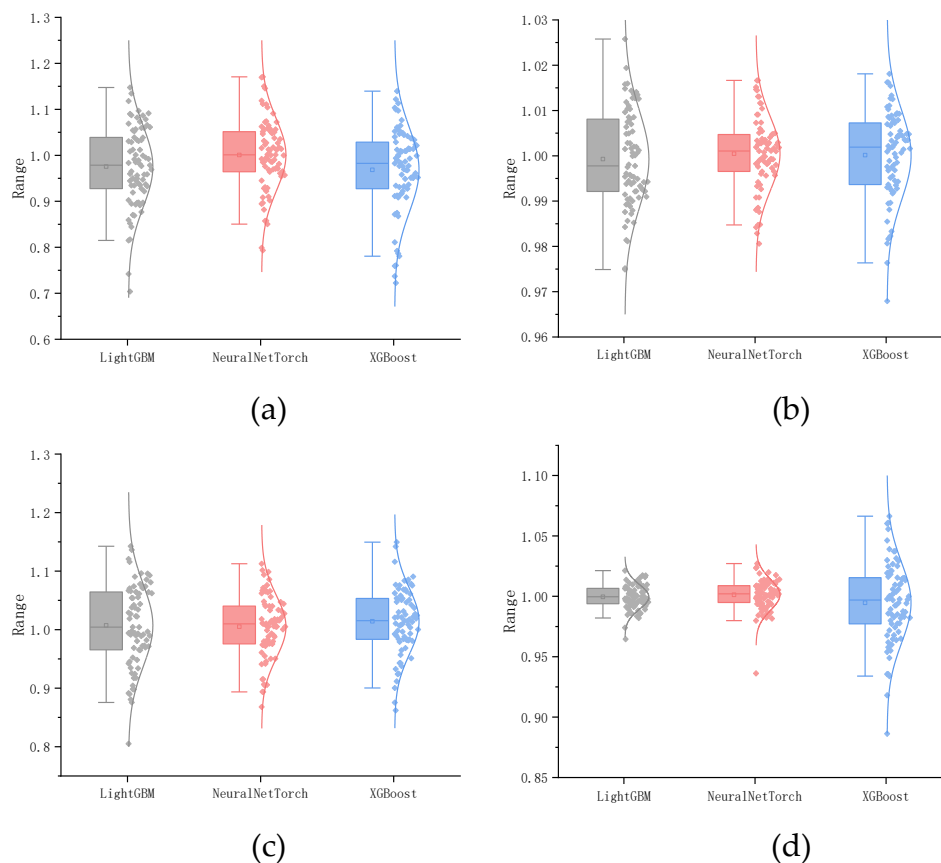 1.3
1.2
1.1
1.0
0.9
0.8
0.7
0.6
Range
LightGBM
NeuralNetTorch
XGBoost
(a)
1.03
1.02
1.01
1.00
0.99
0.98
0.97
0.96
Range
LightGBM
NeuralNetTorch
XGBoost
(b)
1.3
1.2
1.1
1.0
0.9
0.8
Range
LightGBM
NeuralNetTorch
XGBoost
(c)
1.10
1.05
1.00
0.95
0.90
0.85
Range
LightGBM
NeuralNetTorch
XGBoost
(d)